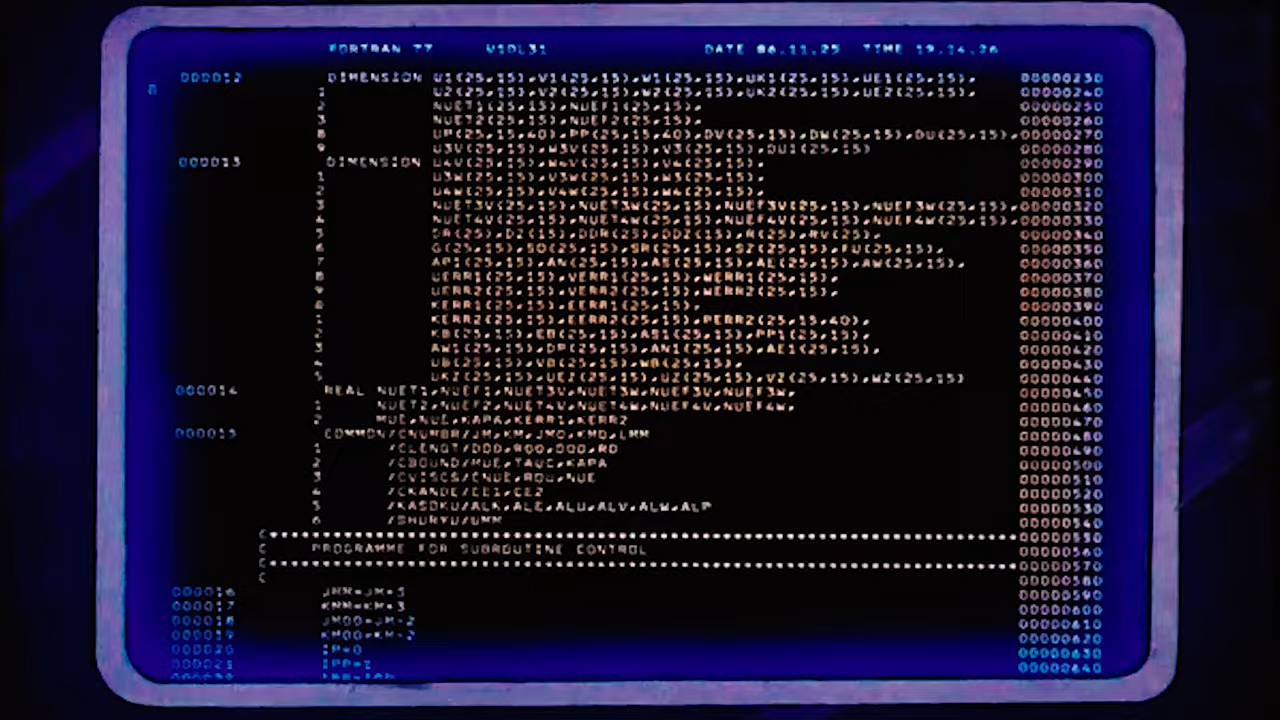 FORTRAN 77 VIOL31 DATE 86.11.25 TIME 19.14.26
000012 DIMENSION U1(25,15),V1(25,15),W1(25,15),UK1(25,15),UE1(25,15), 00000230
1 U2(25,15),V2(25,15),W2(25,15),UK2(25,15),UE2(25,15), 00000240
2 NUET1(25,15),NUEF1(25,15), 00000250
3 NUET2(25,15),NUEF2(25,15), 00000260
8 UP(25,15,40),PP(25,15,40),DV(25,15),DW(25,15),DU(25,15), 00000270
9 U3V(25,15),W3V(25,15),V3(25,15),DU1(25,15) 00000280
000013 DIMENSION U4V(25,15),W4V(25,15),V4(25,15), 00000290
1 U3W(25,15),V3W(25,15),W3(25,15), 00000300
2 U4W(25,15),V4W(25,15),W4(25,15), 00000310
3 NUET3V(25,15),NUET3W(25,15),NUEF3V(25,15),NUEF3W(25,15), 00000320
4 NUET4V(25,15),NUET4W(25,15),NUEF4V(25,15),NUEF4W(25,15), 00000330
5 DR(25),DZ(15),DDR(25),DDZ(15),R(25),RV(25), 00000340
6 G(25,15),SO(25,15),SR(25,15),SZ(25,15),FU(25,15), 00000350
7 AP1(25,15),AN(25,15),AS(25,15),AE(25,15),AW(25,15), 00000360
8 UERR1(25,15),VERR1(25,15),WERR1(25,15), 00000370
9 UERR2(25,15),VERR2(25,15),WERR2(25,15), 00000380
KERR1(25,15),EERR1(25,15), 00000390
1 KERR2(25,15),EERR2(25,15),PERR2(25,15,40), 00000400
2 KB(25,15),EB(25,15),AS1(25,15),PP1(25,15), 00000410
3 AW1(25,15),DP(25,15),AN1(25,15),AE1(25,15), 00000420
4 UB(25,15),VB(25,15),WB(25,15), 00000430
5 UKZ(25,15),UEZ(25,15),UZ(25,15),VZ(25,15),WZ(25,15) 00000440
000014 REAL NUET1,NUEF1,NUET3V,NUET3W,NUEF3V,NUEF3W, 00000450
1 NUET2,NUEF2,NUET4V,NUET4W,NUEF4V,NUEF4W, 00000460
2 MUE,NUE,KAPA,KERR1,KERR2 00000470
000015 COMMON/CNUMBR/JM,KM,JMO,KMO,LMM 00000480
1 /CLENGT/DDO,ROO,DOO,RO 00000490
2 /CBOUND/MUE,TAUC,KAPA 00000500
3 /CVISCS/CNUE,ROU,NUE 00000510
4 /CKANDE/CE1,CE2 00000520
5 /KASOKU/ALK,ALE,ALU,ALV,ALW,ALP 00000530
6 /SHURYU/UMM 00000540
C*********************************************************************** 00000550
C PROGRAMME FOR SUBROUTINE CONTROL 00000560
C*********************************************************************** 00000570
C 00000580
000016 JMM=JM-3 00000590
000017 KMM=KM-3 00000600
000018 JMOO=JM-2 00000610
000019 KMOO=KM-2 00000620
000020 IP=0 00000630
000021 IPP=1 00000640